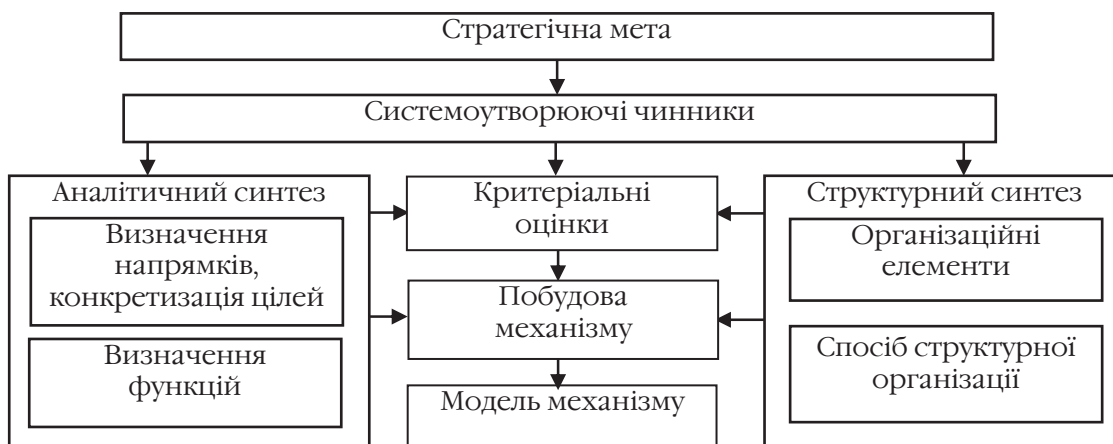 Стратегічна мета
Системоутворюючі чинники
Аналітичний синтез
Визначення
напрямків,
конкретизація цілей
Визначення
функцій
Критеріальні
оцінки
Побудова
механізму
Модель механізму
Структурний синтез
Організаційні
елементи
Спосіб структурної
організації